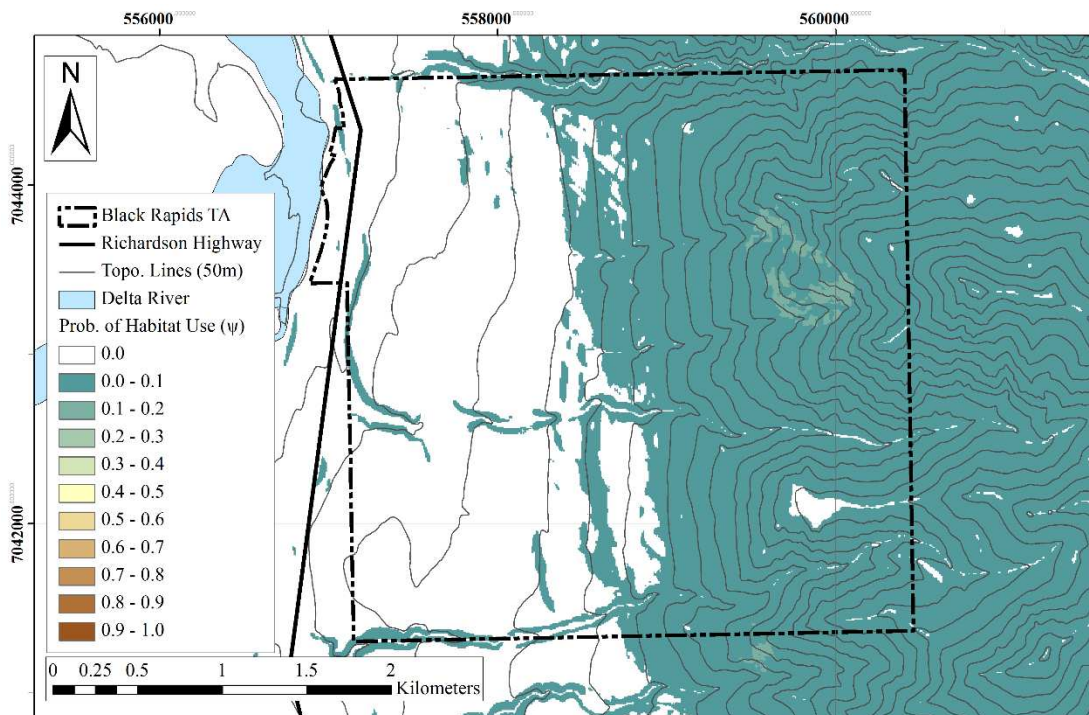 556000 558000 560000
N
7044000
7042000
Black Rapids TA
Richardson Highway
Topo. Lines (50m)
Delta River
Prob. of Habitat Use (ψ)
0.0
0.0 - 0.1
0.1 - 0.2
0.2 - 0.3
0.3 - 0.4
0.4 - 0.5
0.5 - 0.6
0.6 - 0.7
0.7 - 0.8
0.8 - 0.9
0.9 - 1.0
0 0.25 0.5 1 1.5 2
Kilometers